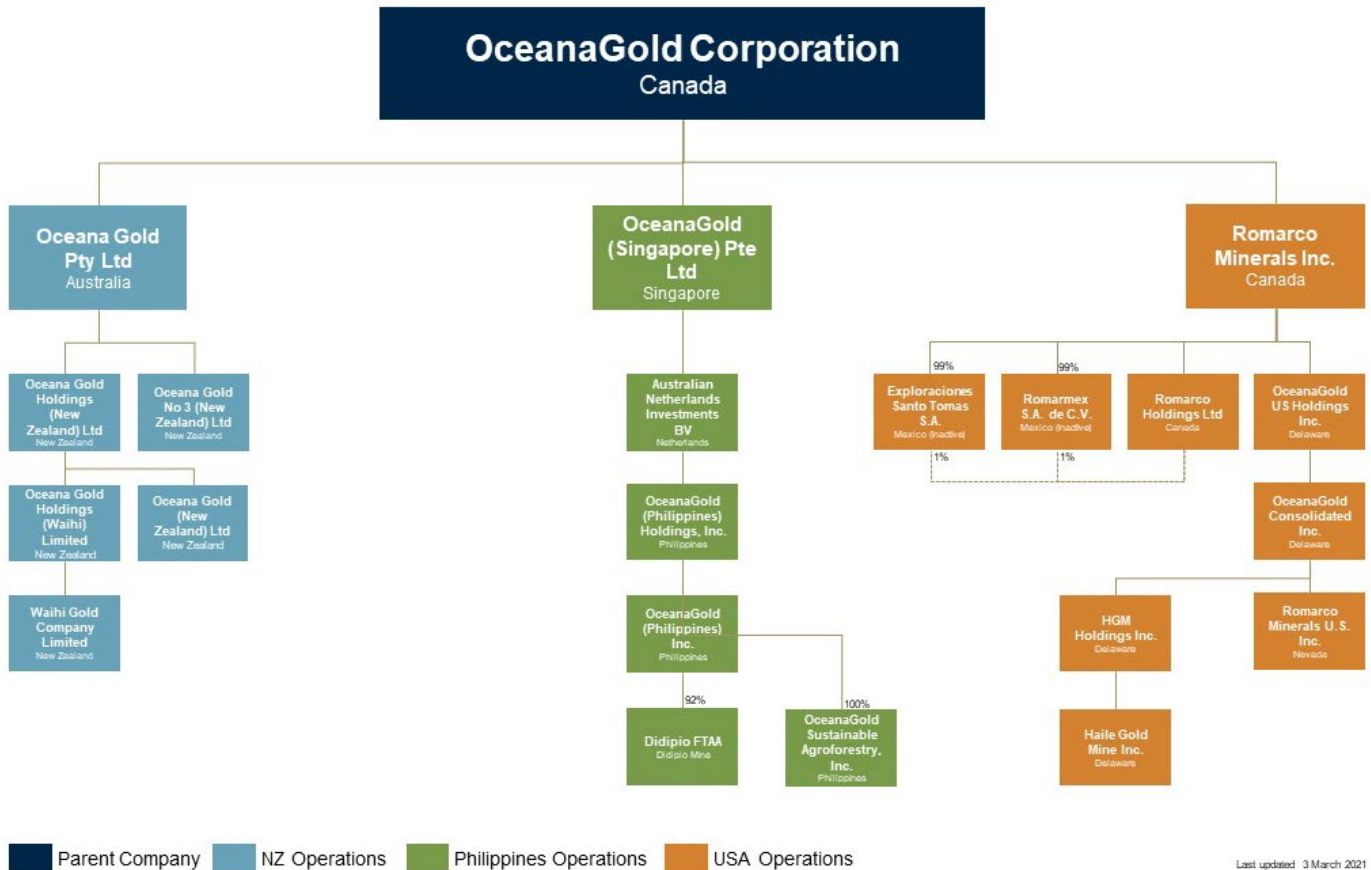 OceanaGold Corporation
Canada
Oceana Gold
Pty Ltd
Australia
OceanaGold
(Singapore) Pte
Ltd
Singapore
Romarco
Minerals Inc.
Canada
Oceana Gold
Holdings
(New
Zealand) Ltd
New Zealand
Oceana Gold
No 3 (New
Zealand) Ltd
New Zealand
Australian
Netherlands
Investments
BV
Netherlands
99%
Exploraciones
Santo Tomas
S.A.
Mexico (Inactive)
1%
99%
Romarmex
S.A. de C.V.
Mexico (Inactive)
1%
Romarco
Holdings Ltd
Canada
OceanaGold
US Holdings
Inc.
Delaware
Oceana Gold
Holdings
(Waihi)
Limited
New Zealand
Oceana Gold
(New
Zealand) Ltd
New Zealand
OceanaGold
(Philippines)
Holdings, Inc.
Philippines
OceanaGold
Consolidated
Inc.
Delaware
Waihi Gold
Company
Limited
New Zealand
OceanaGold
(Philippines)
Inc.
Philippines
HGM
Holdings Inc.
Delaware
Romarco
Minerals U.S.
Inc.
Nevada
92%
Didipio FTAA
Didipio Mine
100%
OceanaGold
Sustainable
Agroforestry,
Inc.
Philippines
Haile Gold
Mine Inc.
Delaware
Parent Company
NZ Operations
Philippines Operations
USA Operations
Last updated 3 March 2021